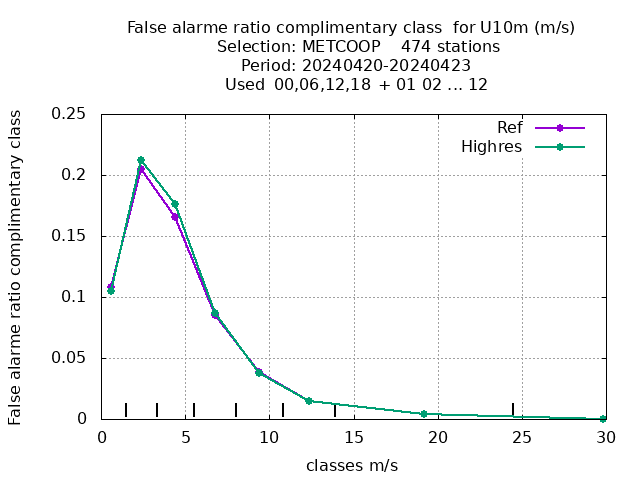 False alarme ratio complimentary class  for U10m (m/s)
Selection: METCOOP    474 stations
Period: 20240420-20240423
Used  00,06,12,18 + 01 02 ... 12
False alarme ratio complimentary class
0.25
0.2
0.15
0.1
0.05
0
Ref
Highres
0 5 10 15 20 25 30
classes m/s